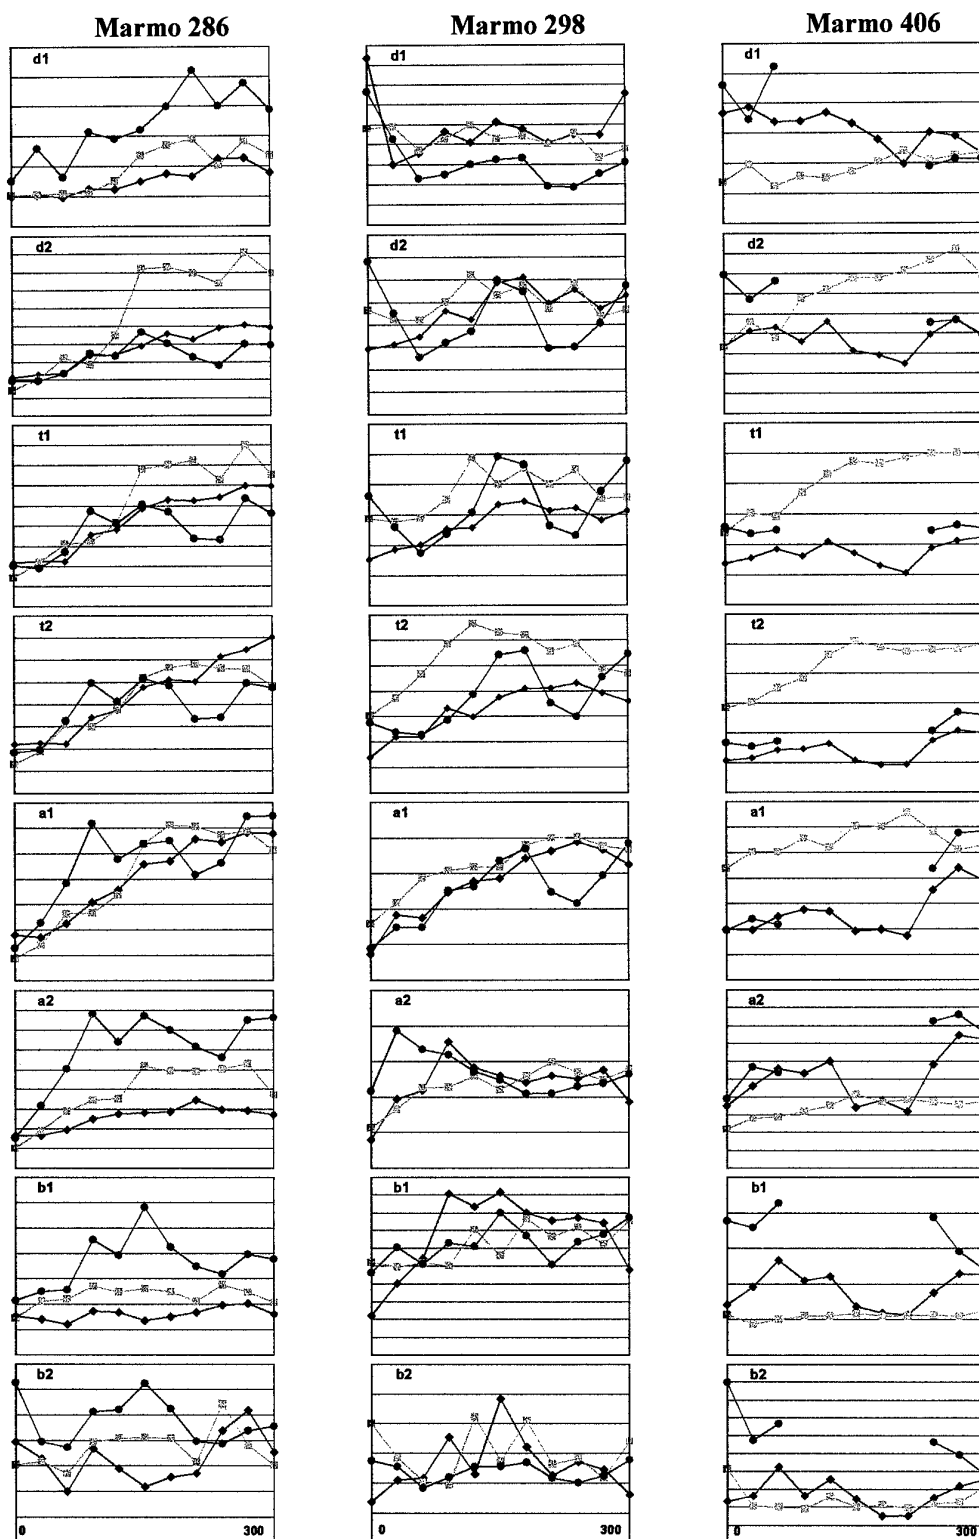 Marmo 286 Marmo 298 Marmo 406
d1 d1 d1
d2 d2 d2
t1 t1 t1
t2 t2 t2
a1 a1 a1
a2 a2 a2
b1 b1 b1
b2 b2 b2
0 300 0 300 0 300